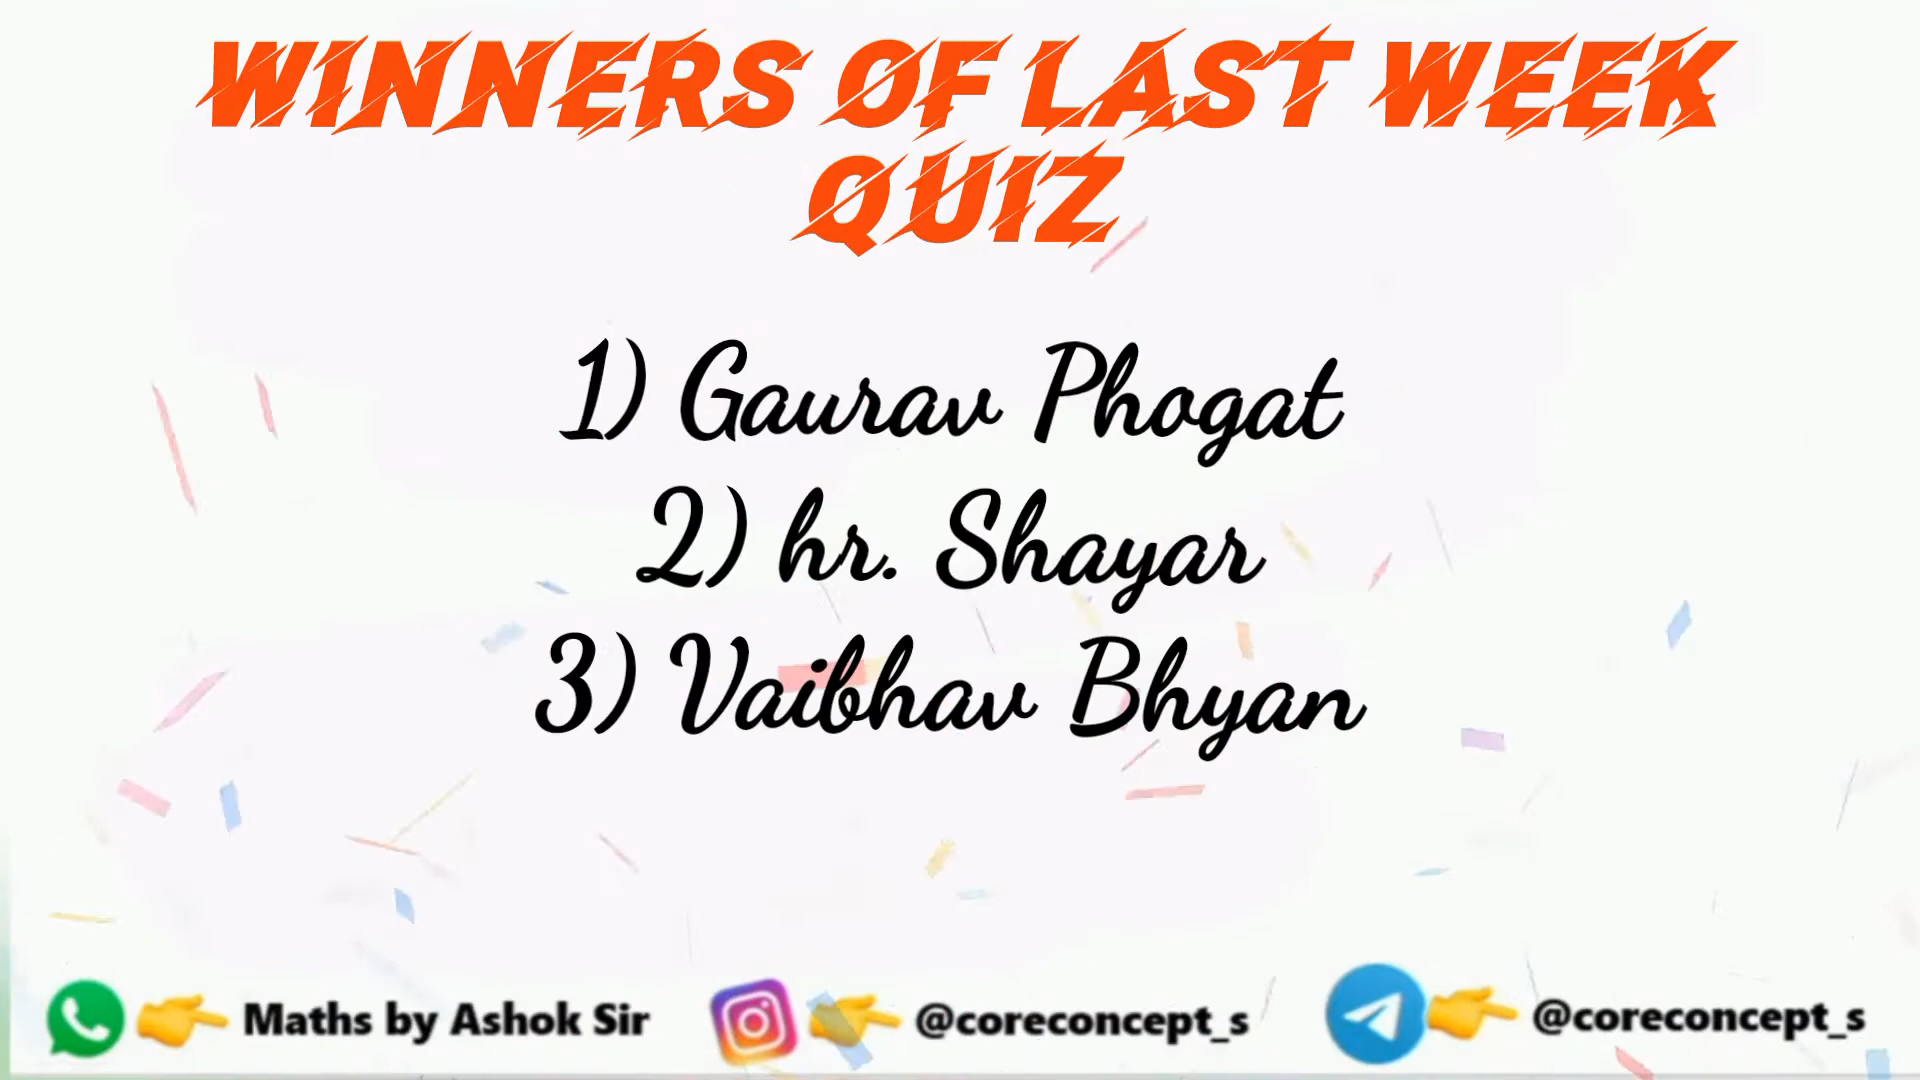 WINNERS OF LAST WEEK
QUIZ
1) Gaurav Phogat
2) hr. Shayar
3) Vaibhav Bhyan
Maths by Ashok Sir @coreconcept_s @coreconcept_s